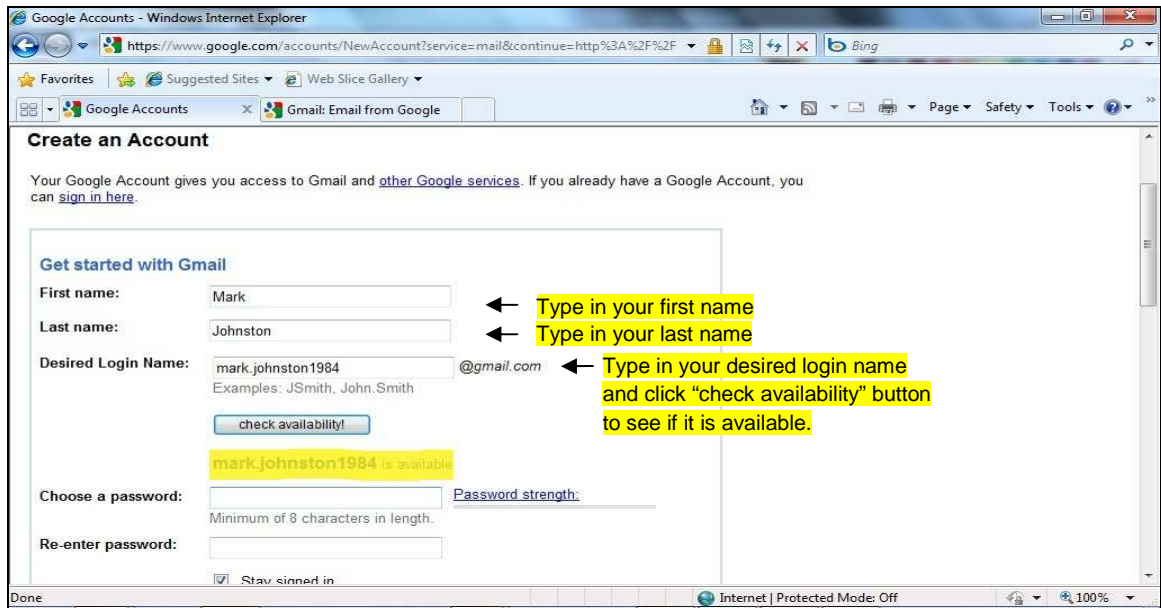 Google Accounts - Windows Internet Explorer
https://www.google.com/accounts/NewAccount?service=mail&continue=http%3A%2F%2F
Bing
Favorites Suggested Sites Web Slice Gallery
Google Accounts Gmail: Email from Google Page Safety Tools
Create an Account
Your Google Account gives you access to Gmail and other Google services. If you already have a Google Account, you
can sign in here.
Get started with Gmail
First name: Mark Type in your first name
Last name: Johnston Type in your last name
Desired Login Name: mark.johnston1984 @gmail.com Type in your desired login name
Examples: JSmith, John.Smith and click “check availability” button
check availability! to see if it is available.
mark.johnston1984 is available
Choose a password: Password strength:
Minimum of 8 characters in length.
Re-enter password:
Stay signed in
Done Internet | Protected Mode: Off 100%